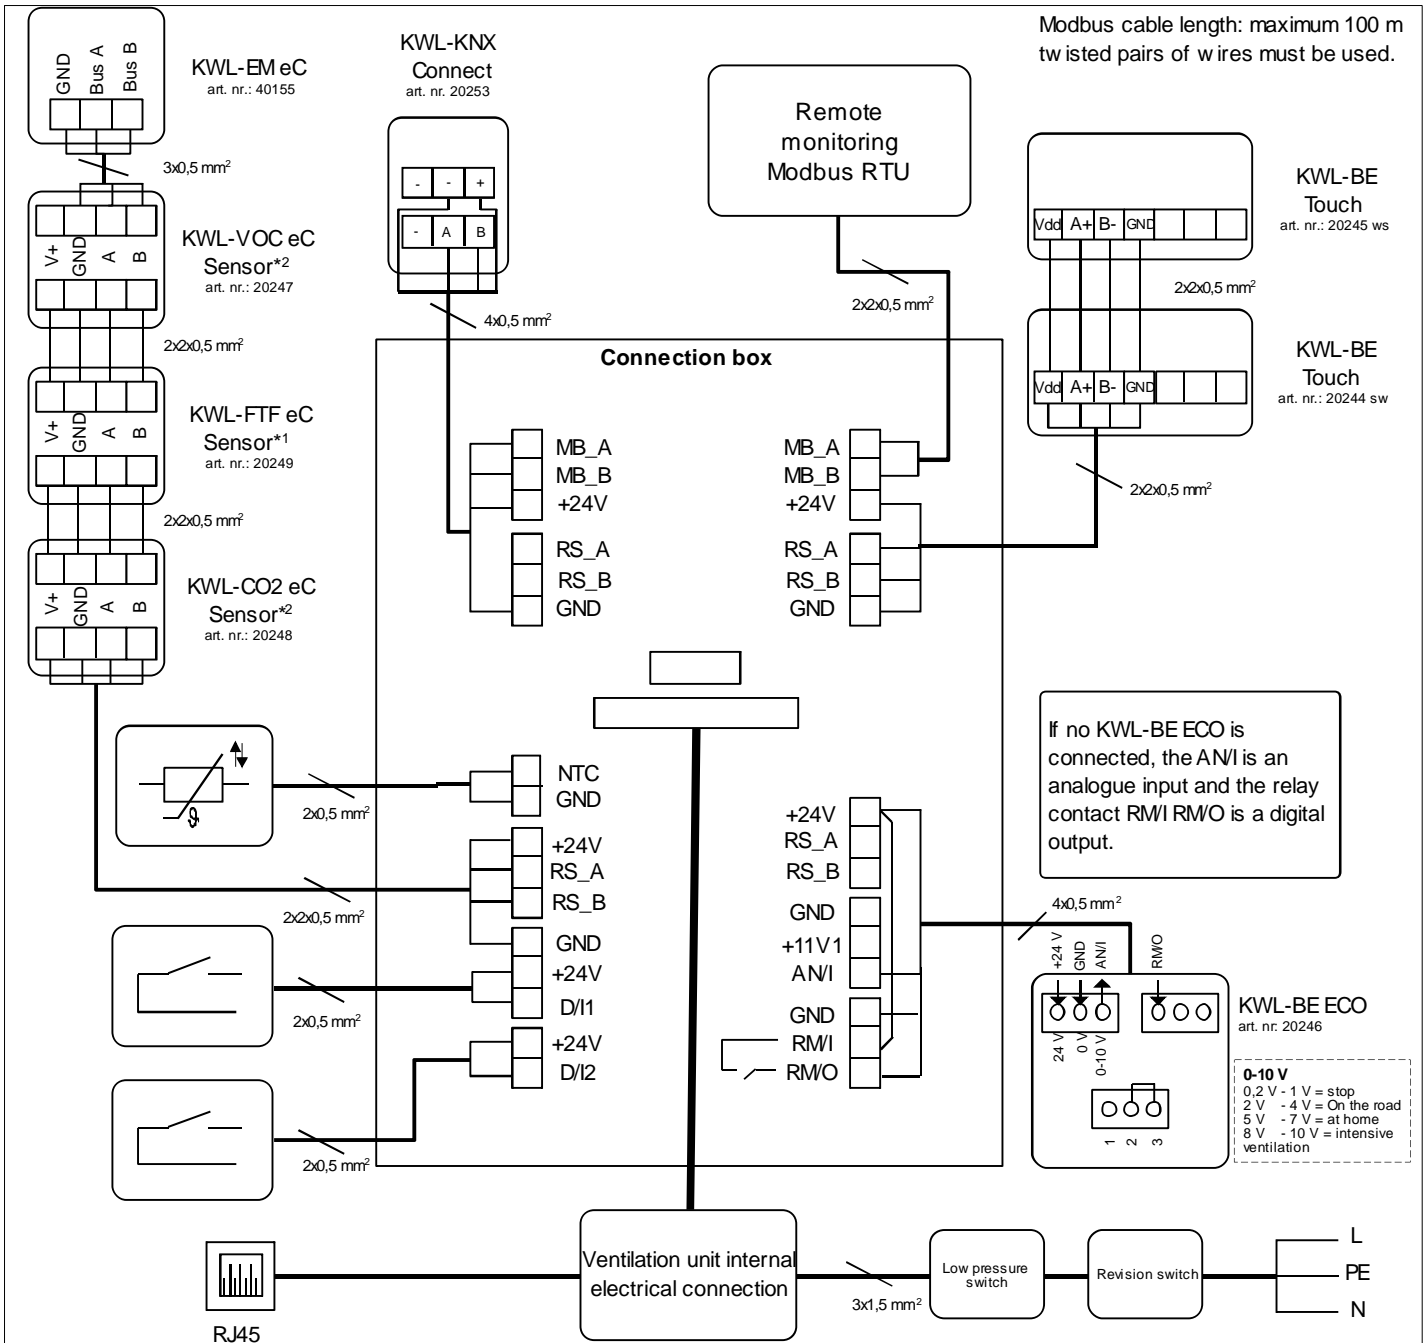 Modbus cable length: maximum 100 m
twisted pairs of wires must be used.
GND
Bus A
Bus B
KWL-EM eC
art. nr.: 40155
3x0,5 mm²
V+
GND
A
B
KWL-VOC eC
Sensor*²
art. nr.: 20247
2x2x0,5 mm²
V+
GND
A
B
KWL-FTF eC
Sensor*¹
art. nr.: 20249
2x2x0,5 mm²
V+
GND
A
B
KWL-CO2 eC
Sensor*²
art. nr.: 20248
KWL-KNX
Connect
art. nr. 20253
- - +
- A B
4x0,5 mm²
Remote
monitoring
Modbus RTU
2x2x0,5 mm²
Vdd A+ B- GND
KWL-BE
Touch
art. nr.: 20245 ws
2x2x0,5 mm²
Vdd A+ B- GND
KWL-BE
Touch
art. nr.: 20244 sw
2x2x0,5 mm²
Connection box
MB_A
MB_B
+24V
RS_A
RS_B
GND
MB_A
MB_B
+24V
RS_A
RS_B
GND
ϑ
2x0,5 mm²
NTC
GND
+24V
RS_A
RS_B
2x2x0,5 mm²
GND
+24V
D/I1
2x0,5 mm²
+24V
D/I2
2x0,5 mm²
+24V
RS_A
RS_B
GND
+11V1
AN/I
GND
RM/I
RM/O
If no KWL-BE ECO is
connected, the AN/I is an
analogue input and the relay
contact RM/I RM/O is a digital
output.
4x0,5 mm²
+24 V
GND
AN/I
RM/O
24 V
0 V
0-10 V
1
2
3
KWL-BE ECO
art. nr: 20246
0-10 V
0,2 V - 1 V = stop
2 V - 4 V = On the road
5 V - 7 V = at home
8 V - 10 V = intensive
ventilation
RJ45
Ventilation unit internal
electrical connection
3x1,5 mm²
Low pressure
switch
Revision switch
L
PE
N